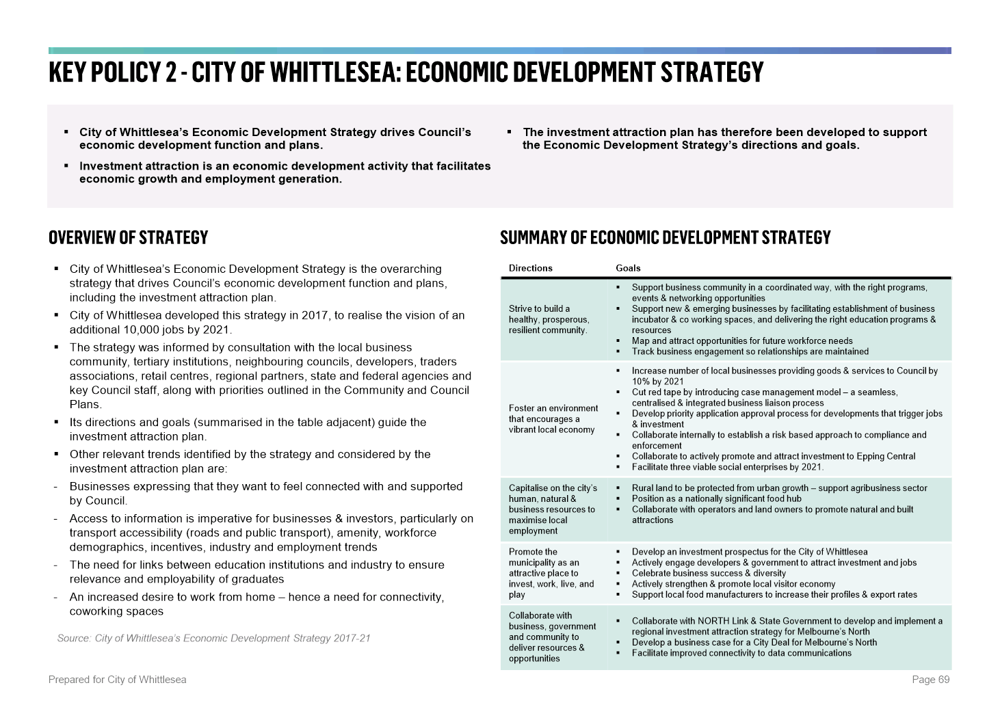 KEY POLICY 2 - CITY OF WHITTLESEA: ECONOMIC DEVELOPMENT STRATEGY
▪ City of Whittlesea’s Economic Development Strategy drives Council’s
economic development function and plans.
▪ Investment attraction is an economic development activity that facilitates
economic growth and employment generation.
▪ The investment attraction plan has therefore been developed to support
the Economic Development Strategy’s directions and goals.
OVERVIEW OF STRATEGY
▪ City of Whittlesea’s Economic Development Strategy is the overarching
strategy that drives Council’s economic development function and plans,
including the investment attraction plan.
▪ City of Whittlesea developed this strategy in 2017, to realise the vision of an
additional 10,000 jobs by 2021.
▪ The strategy was informed by consultation with the local business
community, tertiary institutions, neighbouring councils, developers, traders
associations, retail centres, regional partners, state and federal agencies and
key Council staff, along with priorities outlined in the Community and Council
Plans.
▪ Its directions and goals (summarised in the table adjacent) guide the
investment attraction plan.
▪ Other relevant trends identified by the strategy and considered by the
investment attraction plan are:
- Businesses expressing that they want to feel connected with and supported
by Council.
- Access to information is imperative for businesses & investors, particularly on
transport accessibility (roads and public transport), amenity, workforce
demographics, incentives, industry and employment trends
- The need for links between education institutions and industry to ensure
relevance and employability of graduates
- An increased desire to work from home – hence a need for connectivity,
coworking spaces
Source: City of Whittlesea’s Economic Development Strategy 2017-21
SUMMARY OF ECONOMIC DEVELOPMENT STRATEGY
Directions
Goals
Strive to build a
healthy, prosperous,
resilient community.
▪ Support business community in a coordinated way, with the right programs,
events & networking opportunities
▪ Support new & emerging businesses by facilitating establishment of business
incubator & co working spaces, and delivering the right education programs &
resources
▪ Map and attract opportunities for future workforce needs
▪ Track business engagement so relationships are maintained
Foster an environment
that encourages a
vibrant local economy
▪ Increase number of local businesses providing goods & services to Council by
10% by 2021
▪ Cut red tape by introducing case management model – a seamless,
centralised & integrated business liaison process
▪ Develop priority application approval process for developments that trigger jobs
& investment
▪ Collaborate internally to establish a risk based approach to compliance and
enforcement
▪ Collaborate to actively promote and attract investment to Epping Central
▪ Facilitate three viable social enterprises by 2021.
Capitalise on the city’s
human, natural &
business resources to
maximise local
employment
▪ Rural land to be protected from urban growth – support agribusiness sector
▪ Position as a nationally significant food hub
▪ Collaborate with operators and land owners to promote natural and built
attractions
Promote the
municipality as an
attractive place to
invest, work, live, and
play
▪ Develop an investment prospectus for the City of Whittlesea
▪ Actively engage developers & government to attract investment and jobs
▪ Celebrate business success & diversity
▪ Actively strengthen & promote local visitor economy
▪ Support local food manufacturers to increase their profiles & export rates
Collaborate with
business, government
and community to
deliver resources &
opportunities
▪ Collaborate with NORTH Link & State Government to develop and implement a
regional investment attraction strategy for Melbourne’s North
▪ Develop a business case for a City Deal for Melbourne’s North
▪ Facilitate improved connectivity to data communications
Prepared for City of Whittlesea
Page 69